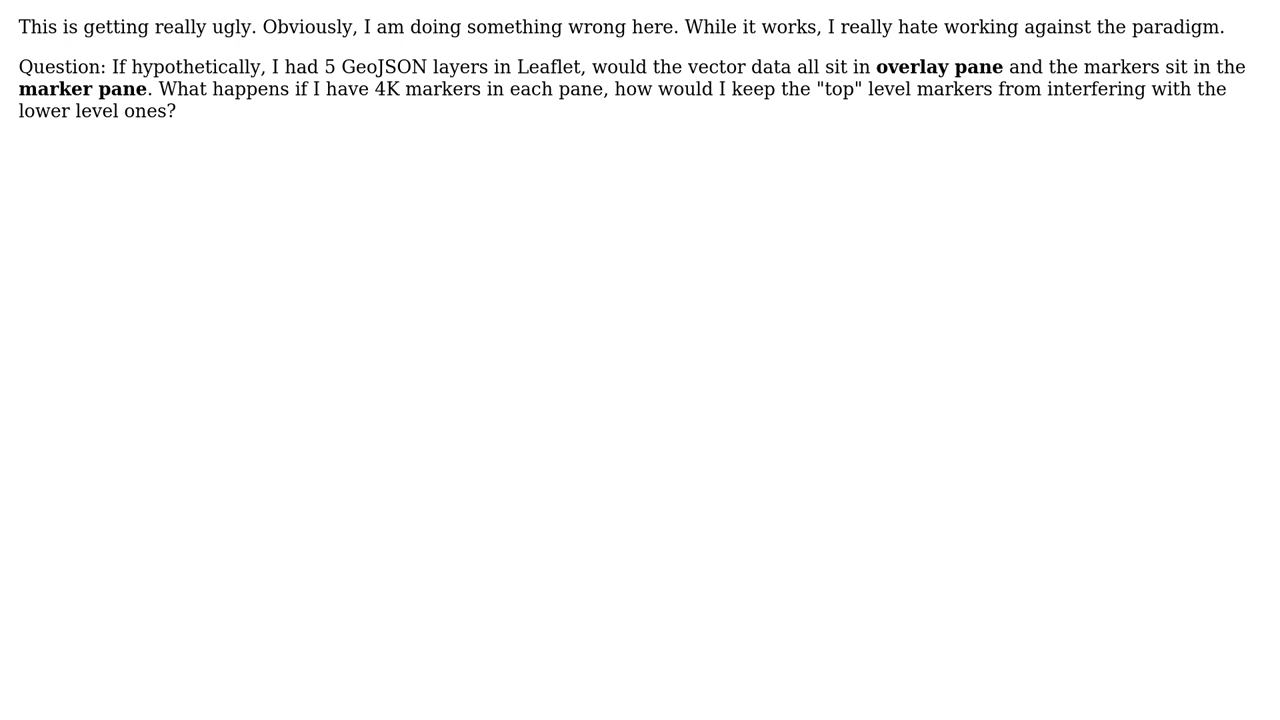 This is getting really ugly. Obviously, I am doing something wrong here. While it works, I really hate working against the paradigm.
Question: If hypothetically, I had 5 GeoJSON layers in Leaflet, would the vector data all sit in overlay pane and the markers sit in the
marker pane. What happens if I have 4K markers in each pane, how would I keep the "top" level markers from interfering with the
lower level ones?